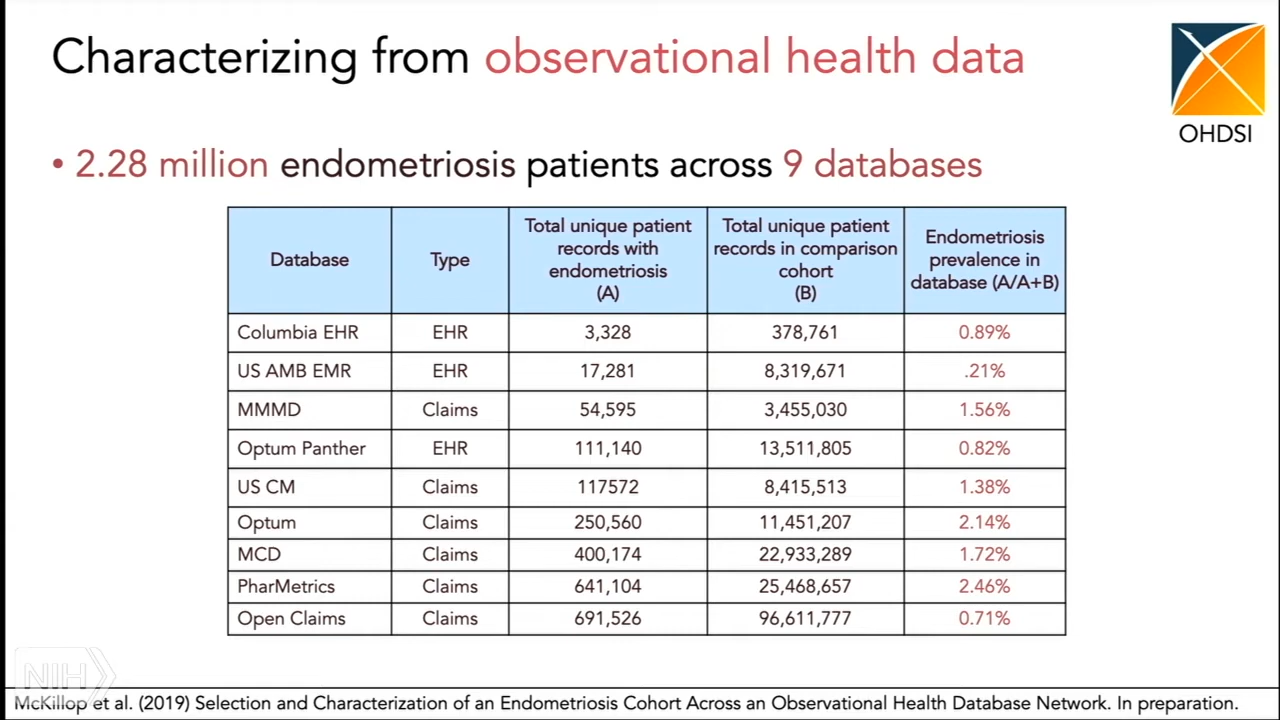 Characterizing from observational health data
OHDSI
• 2.28 million endometriosis patients across 9 databases
Database Type Total unique patient records with endometriosis (A) Total unique patient records in comparison cohort (B) Endometriosis prevalence in database (A/A+B)
Columbia EHR EHR 3,328 378,761 0.89%
US AMB EMR EHR 17,281 8,319,671 .21%
MMMD Claims 54,595 3,455,030 1.56%
Optum Panther EHR 111,140 13,511,805 0.82%
US CM Claims 117572 8,415,513 1.38%
Optum Claims 250,560 11,451,207 2.14%
MCD Claims 400,174 22,933,289 1.72%
PharMetrics Claims 641,104 25,468,657 2.46%
Open Claims Claims 691,526 96,611,777 0.71%
NIH
McKillop et al. (2019) Selection and Characterization of an Endometriosis Cohort Across an Observational Health Database Network. In preparation.